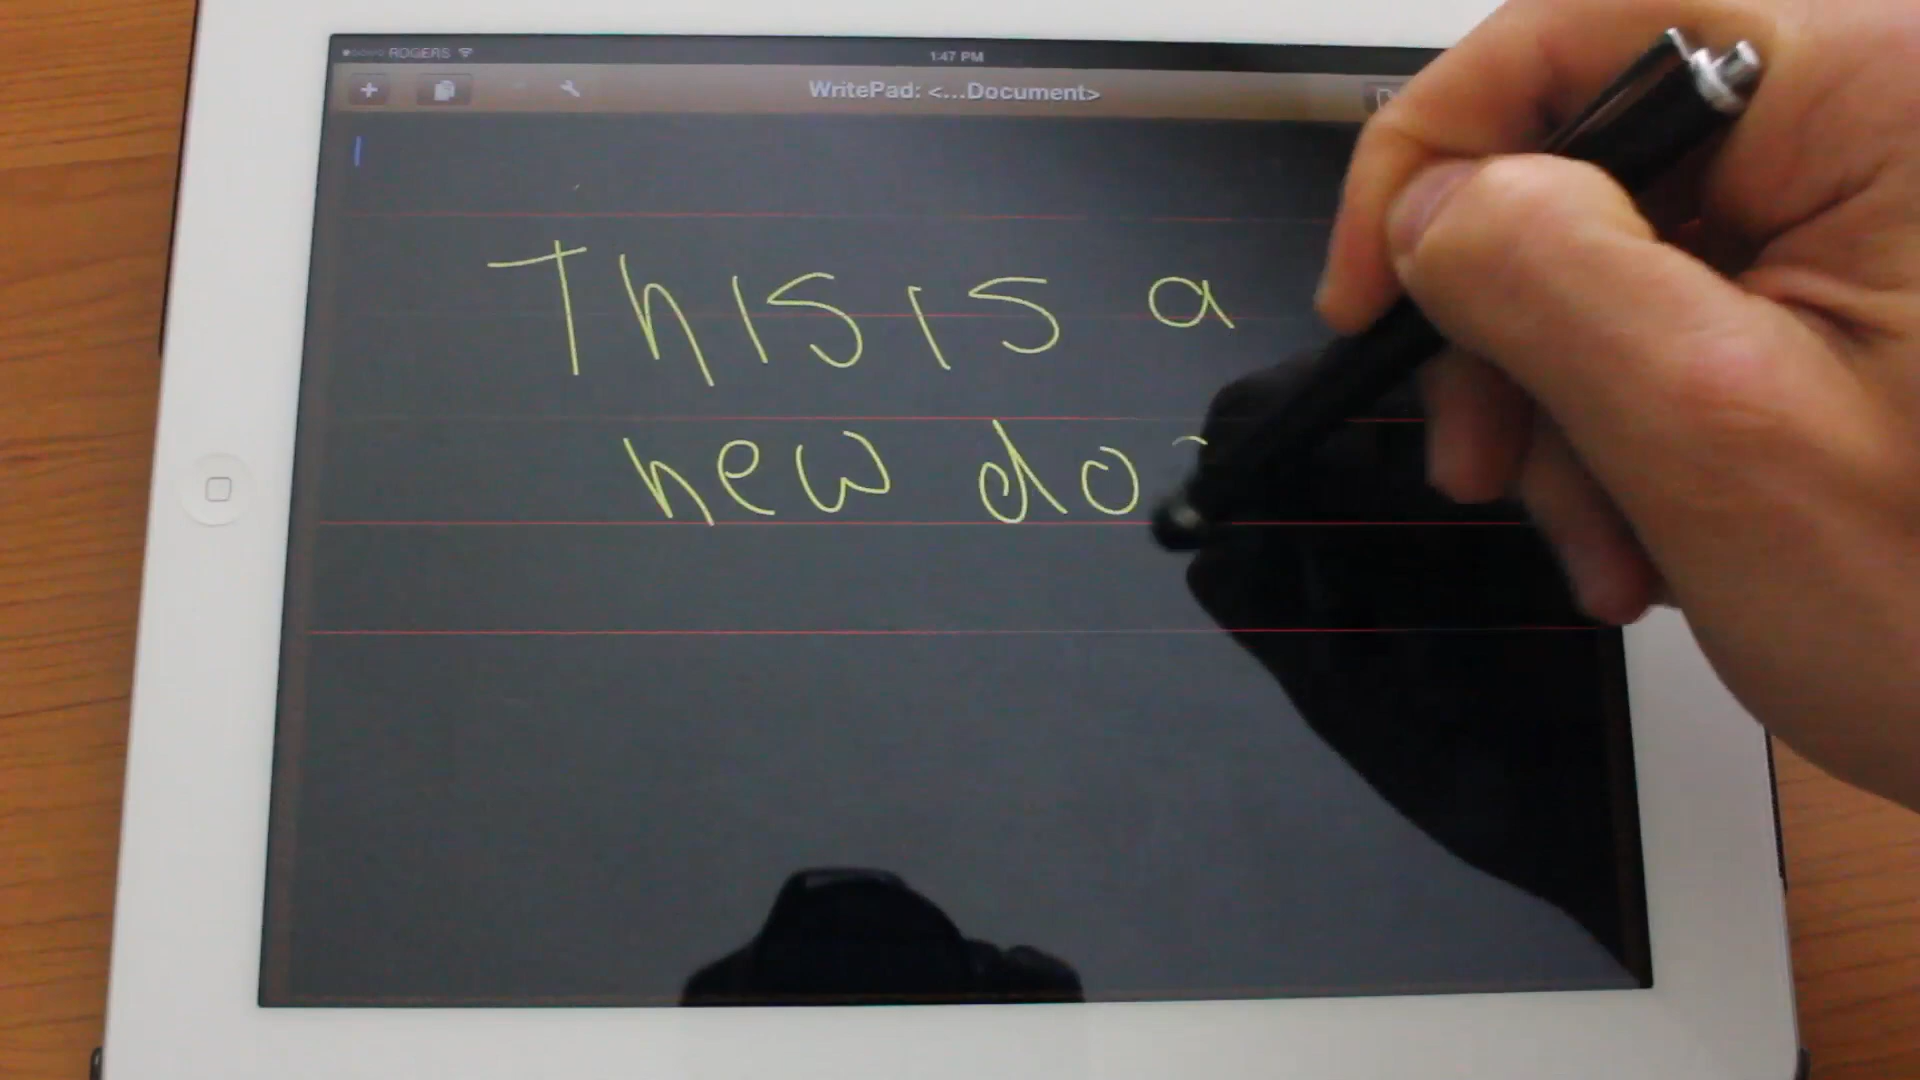 ROGERS 1:47 PM
WritePad: <...Document>
This is a
new do